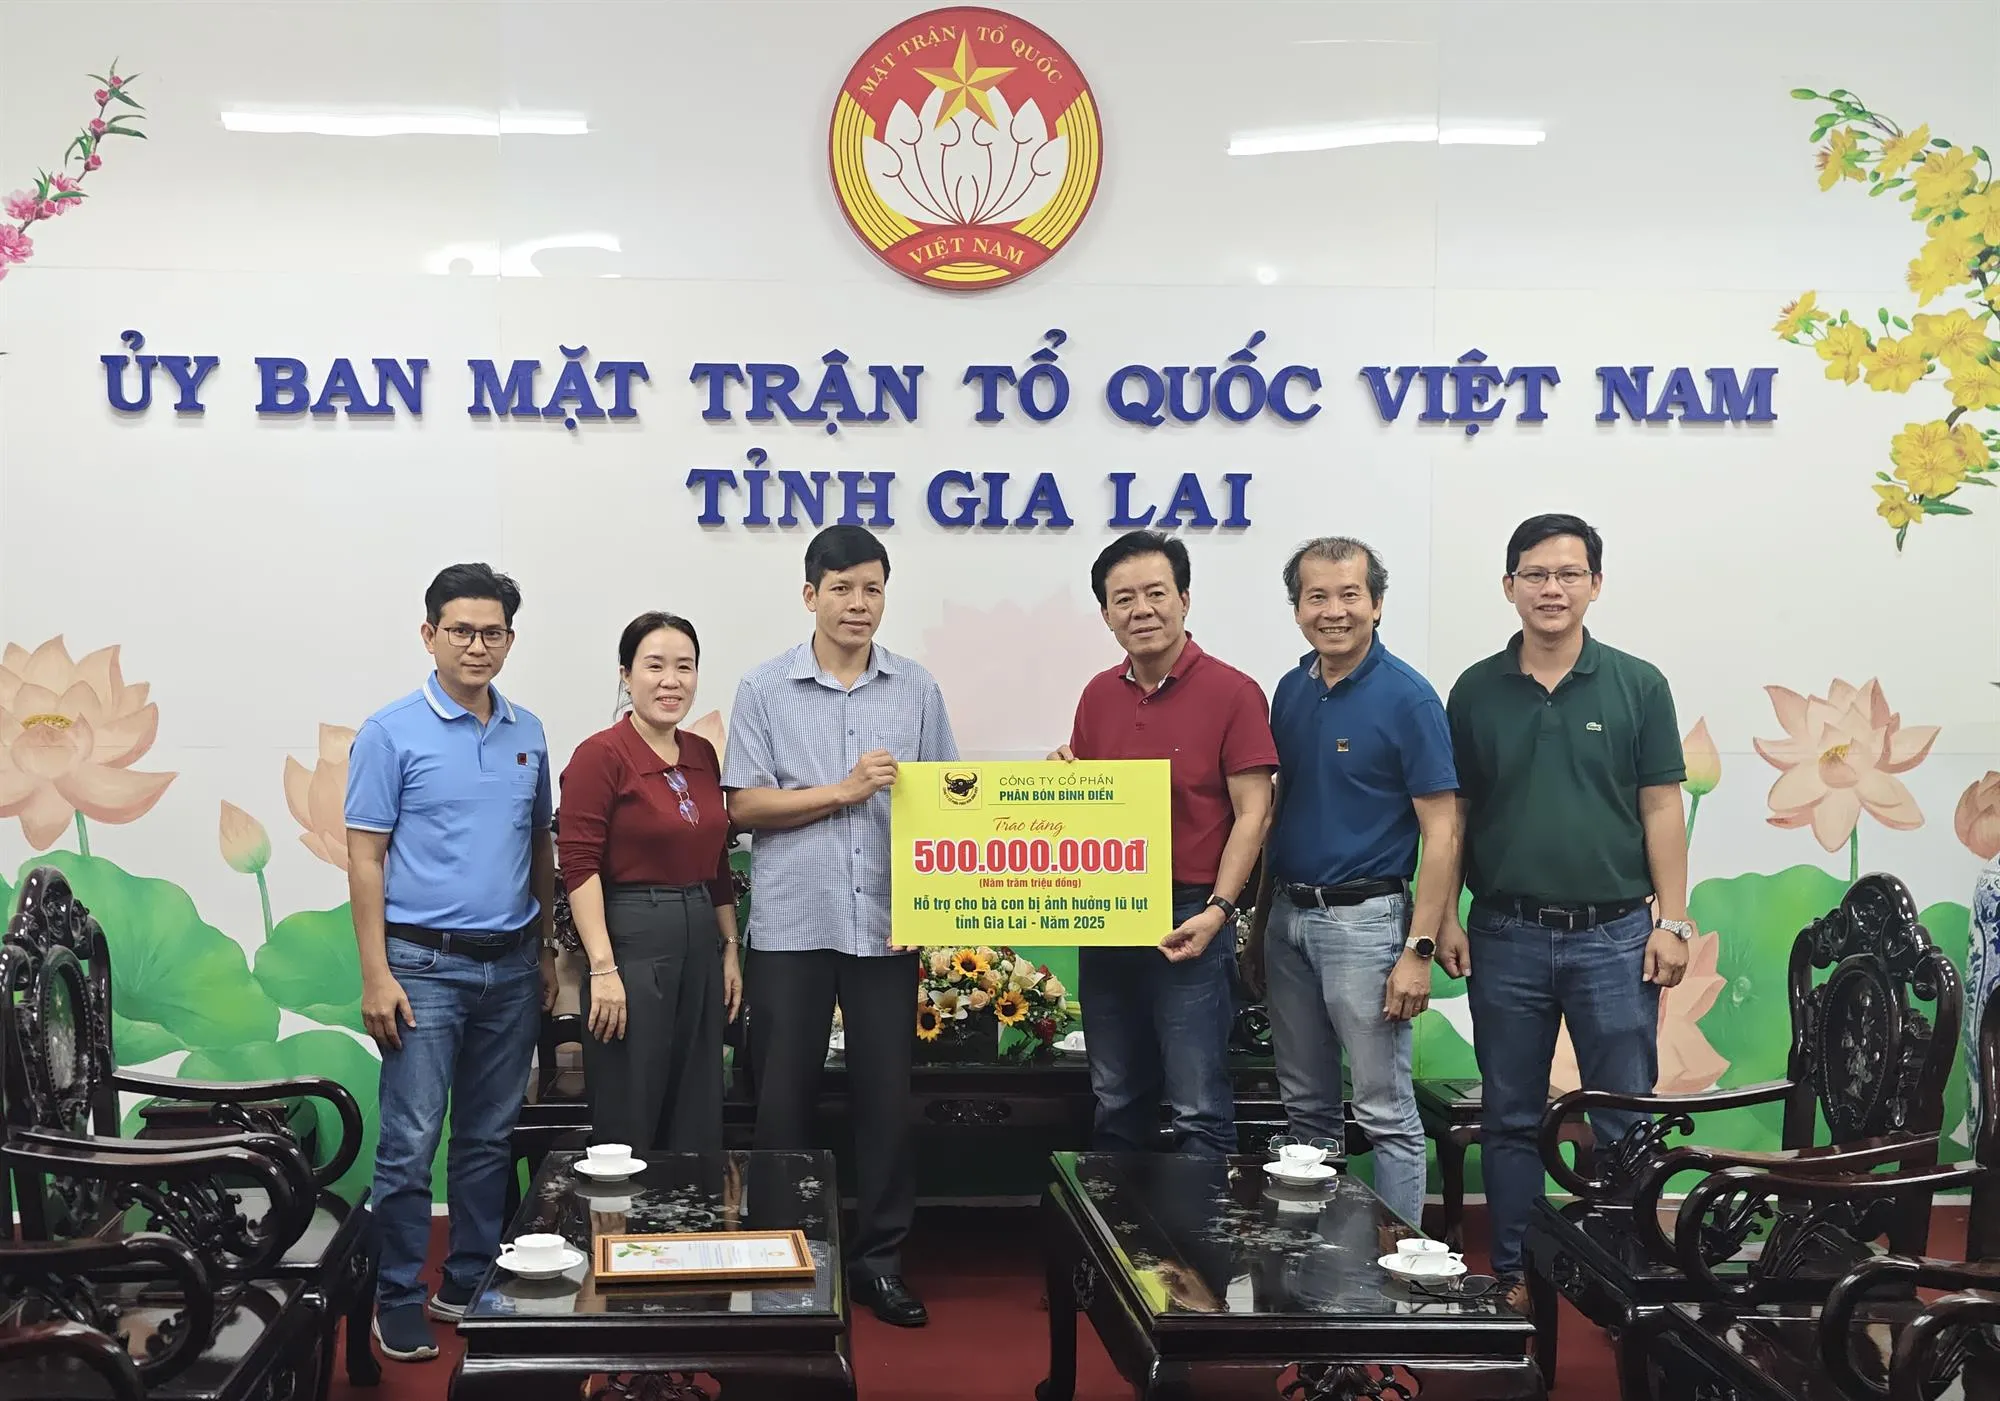 MẶT TRẬN TỔ QUỐC
VIỆT NAM
ỦY BAN MẶT TRẬN TỔ QUỐC VIỆT NAM
TỈNH GIA LAI
CÔNG TY CỔ PHẦN
PHÂN BÓN BÌNH ĐIỀN
Trao tặng
500.000.000đ
(Năm trăm triệu đồng)
Hỗ trợ cho bà con bị ảnh hưởng lũ lụt
tỉnh Gia Lai - Năm 2025